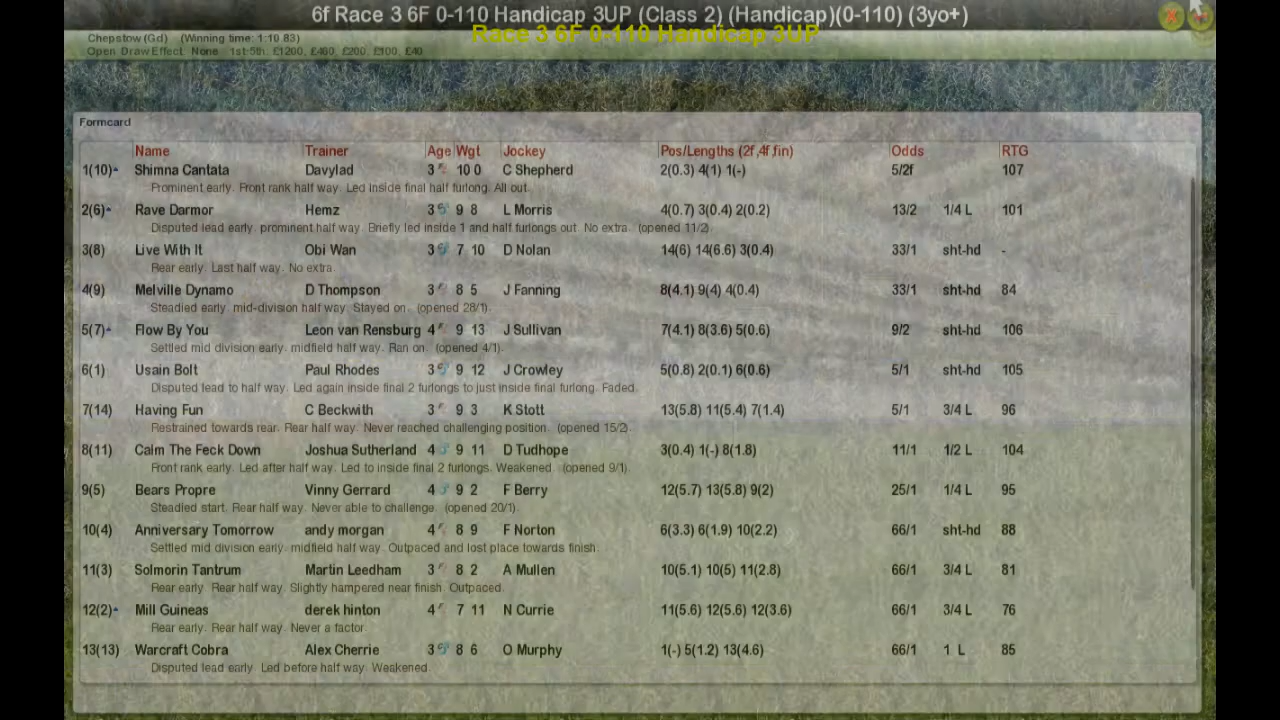 6f Race 3 6F 0-110 Handicap 3UP (Class 2) (Handicap)(0-110) (3yo+)
Race 3 6F 0-110 Handicap 3UP
Chepstow (Gd) (Winning time: 1:10.83)
Open. Draw Effect: None 1st-5th: £1200, £460, £200, £100, £40
Formcard
Name Trainer Age Wgt Jockey Pos/Lengths (2f,4f,fin) Odds RTG
1(10) Shimna Cantata Davylad 3 10 0 C Shepherd 2(0.3) 4(1) 1(-) 5/2f 107
Prominent early. Front rank half way. Led inside final half furlong. All out.
2(6) Rave Darmor Hemz 3 9 8 L Morris 4(0.7) 3(0.4) 2(0.2) 13/2 1/4 L 101
Disputed lead early, prominent half way. Briefly led inside 1 and half furlongs out. No extra. (opened 11/2)
3(8) Live With It Obi Wan 3 7 10 D Nolan 14(6) 14(6.6) 3(0.4) 33/1 sht-hd -
Rear early. Last half way. No extra.
4(9) Melville Dynamo D Thompson 3 8 5 J Fanning 8(4.1) 9(4) 4(0.4) 33/1 sht-hd 84
Steadied early. mid-division half way. Stayed on. (opened 28/1)
5(7) Flow By You Leon van Rensburg 4 9 13 J Sullivan 7(4.1) 8(3.6) 5(0.6) 9/2 sht-hd 106
Settled mid division early. midfield half way. Ran on. (opened 4/1)
6(1) Usain Bolt Paul Rhodes 3 9 12 J Crowley 5(0.8) 2(0.1) 6(0.6) 5/1 sht-hd 105
Disputed lead to half way. Led again inside final 2 furlongs to just inside final furlong. Faded.
7(14) Having Fun C Beckwith 3 9 3 K Stott 13(5.8) 11(5.4) 7(1.4) 5/1 3/4 L 96
Restrained towards rear. Rear half way. Never reached challenging position. (opened 15/2)
8(11) Calm The Feck Down Joshua Sutherland 4 9 11 D Tudhope 3(0.4) 1(-) 8(1.8) 11/1 1/2 L 104
Front rank early. Led after half way. Led to inside final 2 furlongs. Weakened. (opened 9/1)
9(5) Bears Propre Vinny Gerrard 4 9 2 F Berry 12(5.7) 13(5.8) 9(2) 25/1 1/4 L 95
Steadied start. Rear half way. Never able to challenge. (opened 20/1)
10(4) Anniversary Tomorrow andy morgan 4 8 9 F Norton 6(3.3) 6(1.9) 10(2.2) 66/1 sht-hd 88
Settled mid division early. midfield half way. Outpaced and lost place towards finish.
11(3) Solmorin Tantrum Martin Leedham 3 8 2 A Mullen 10(5.1) 10(5) 11(2.8) 66/1 3/4 L 81
Rear early. Rear half way. Slightly hampered near finish. Outpaced.
12(2) Mill Guineas derek hinton 4 7 11 N Currie 11(5.6) 12(5.6) 12(3.6) 66/1 3/4 L 76
Rear early. Rear half way. Never a factor.
13(13) Warcraft Cobra Alex Cherrie 3 8 6 O Murphy 1(-) 5(1.2) 13(4.6) 66/1 1 L 85
Disputed lead early. Led before half way. Weakened.